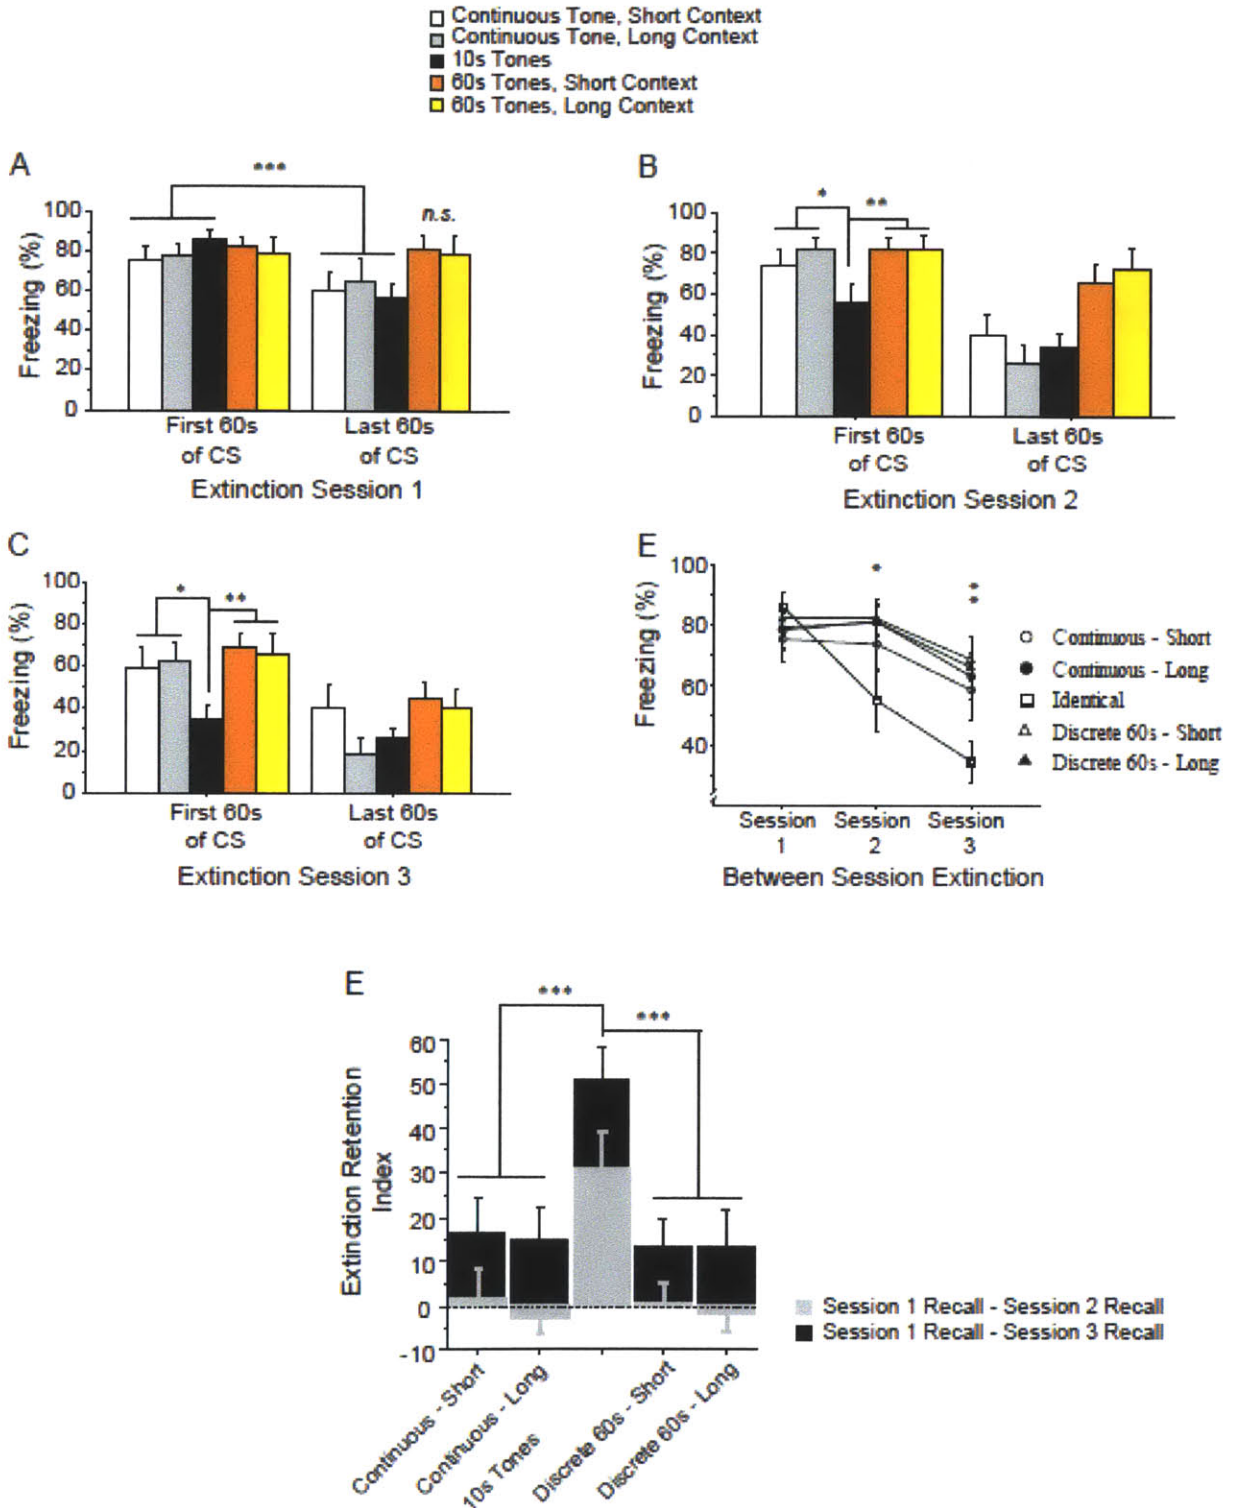 Continuous Tone, Short Context
Continuous Tone, Long Context
10s Tones
60s Tones, Short Context
60s Tones, Long Context
A
***
n.s.
Freezing (%)
100
80
60
40
20
0
First 60s
of CS
Last 60s
of CS
Extinction Session 1
B
*
**
Freezing (%)
100
80
60
40
20
0
First 60s
of CS
Last 60s
of CS
Extinction Session 2
C
*
**
Freezing (%)
100
80
60
40
20
0
First 60s
of CS
Last 60s
of CS
Extinction Session 3
E
*
*
*
Freezing (%)
100
80
60
40
Session
1
Session
2
Session
3
Between Session Extinction
Continuous - Short
Continuous - Long
Identical
Discrete 60s - Short
Discrete 60s - Long
E
***
***
Extinction Retention
Index
60
50
40
30
20
10
0
-10
Continuous - Short
Continuous - Long
10s Tones
Discrete 60s - Short
Discrete 60s - Long
Session 1 Recall - Session 2 Recall
Session 1 Recall - Session 3 Recall